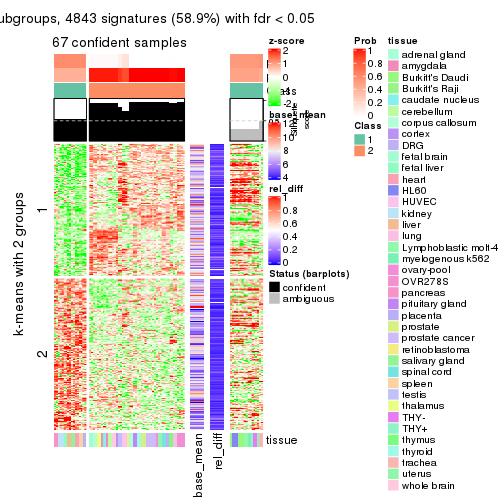 ubgroups, 4843 signatures (58.9%) with fdr < 0.05
67 confident samples
k-means with 2 groups
1
2
z-score
2
1
0
-1
-2
base_mean
12
10
8
6
4
rel_diff
1
0.8
0.6
0.4
0.2
0
Status (barplots)
confident
ambiguous
Prob
1
0.8
0.6
0.4
0.2
0
Class
1
2
tissue
adrenal gland
amygdala
Burkitt's Daudi
Burkitt's Raji
caudate nucleus
cerebellum
corpus callosum
cortex
DRG
fetal brain
fetal liver
heart
HL60
HUVEC
kidney
liver
lung
Lymphoblastic molt-4
myelogenous k562
ovary-pool
OVR278S
pancreas
pituitary gland
placenta
prostate
prostate cancer
retinoblastoma
salivary gland
spinal cord
spleen
testis
thalamus
THY-
THY+
thymus
thyroid
trachea
uterus
whole brain
tissue
base_mean
rel_diff